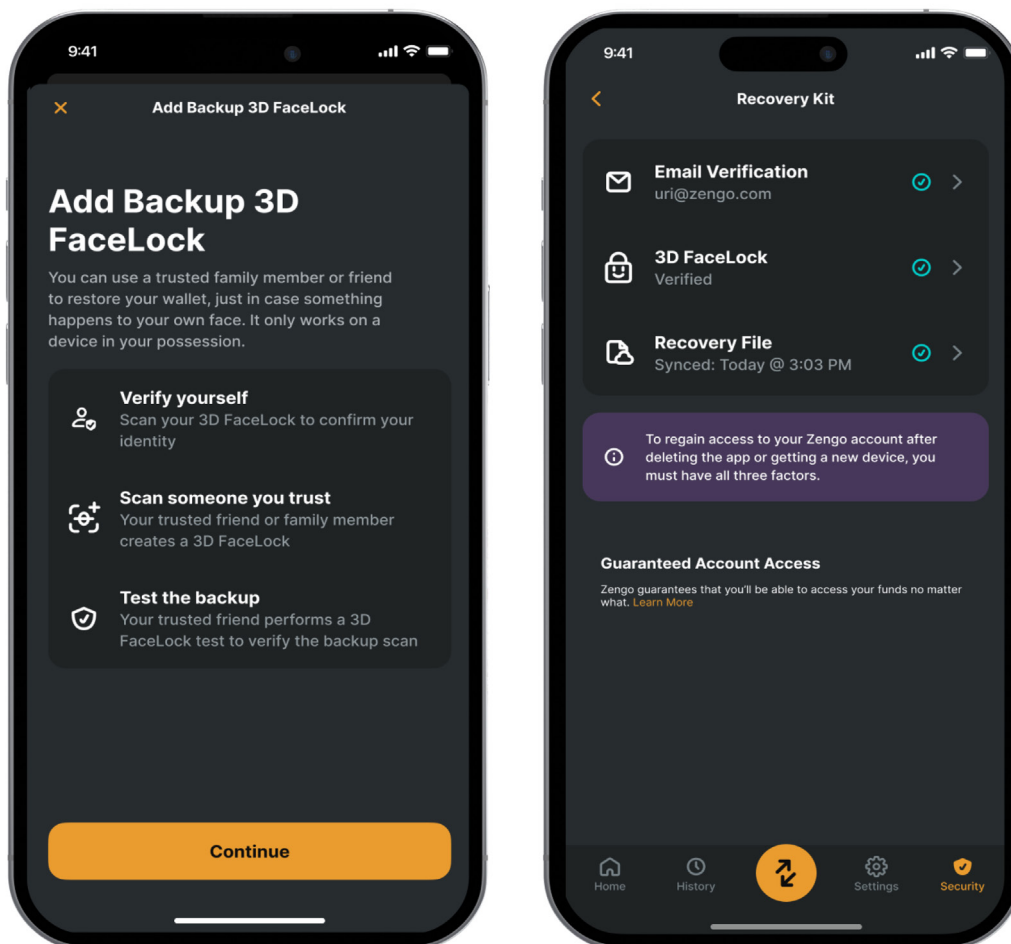 9:41
Add Backup 3D FaceLock
Add Backup 3D
FaceLock
You can use a trusted family member or friend
to restore your wallet, just in case something
happens to your own face. It only works on a
device in your possession.
Verify yourself
Scan your 3D FaceLock to confirm your
identity
Scan someone you trust
Your trusted friend or family member
creates a 3D FaceLock
Test the backup
Your trusted friend performs a 3D
FaceLock test to verify the backup scan
Continue
9:41
Recovery Kit
Email Verification
uri@zengo.com
3D FaceLock
Verified
Recovery File
Synced: Today @ 3:03 PM
To regain access to your Zengo account after
deleting the app or getting a new device, you
must have all three factors.
Guaranteed Account Access
Zengo guarantees that you'll be able to access your funds no matter
what. Learn More
Home
History
Settings
Security